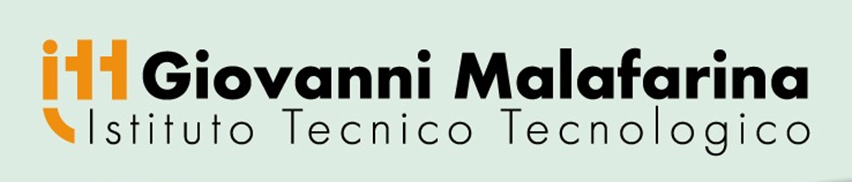 itt Giovanni Malafarina
Istituto Tecnico Tecnologico